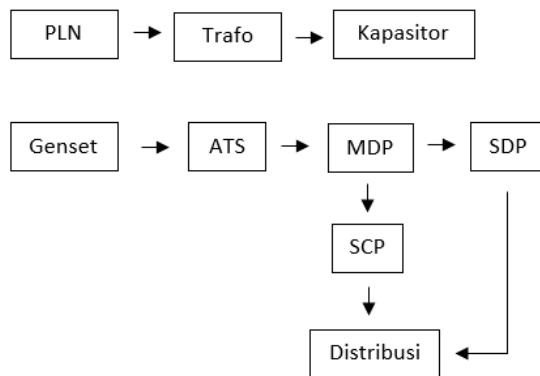 PLN
Trafo
Kapasitor
Genset
ATS
MDP
SDP
SCP
Distribusi